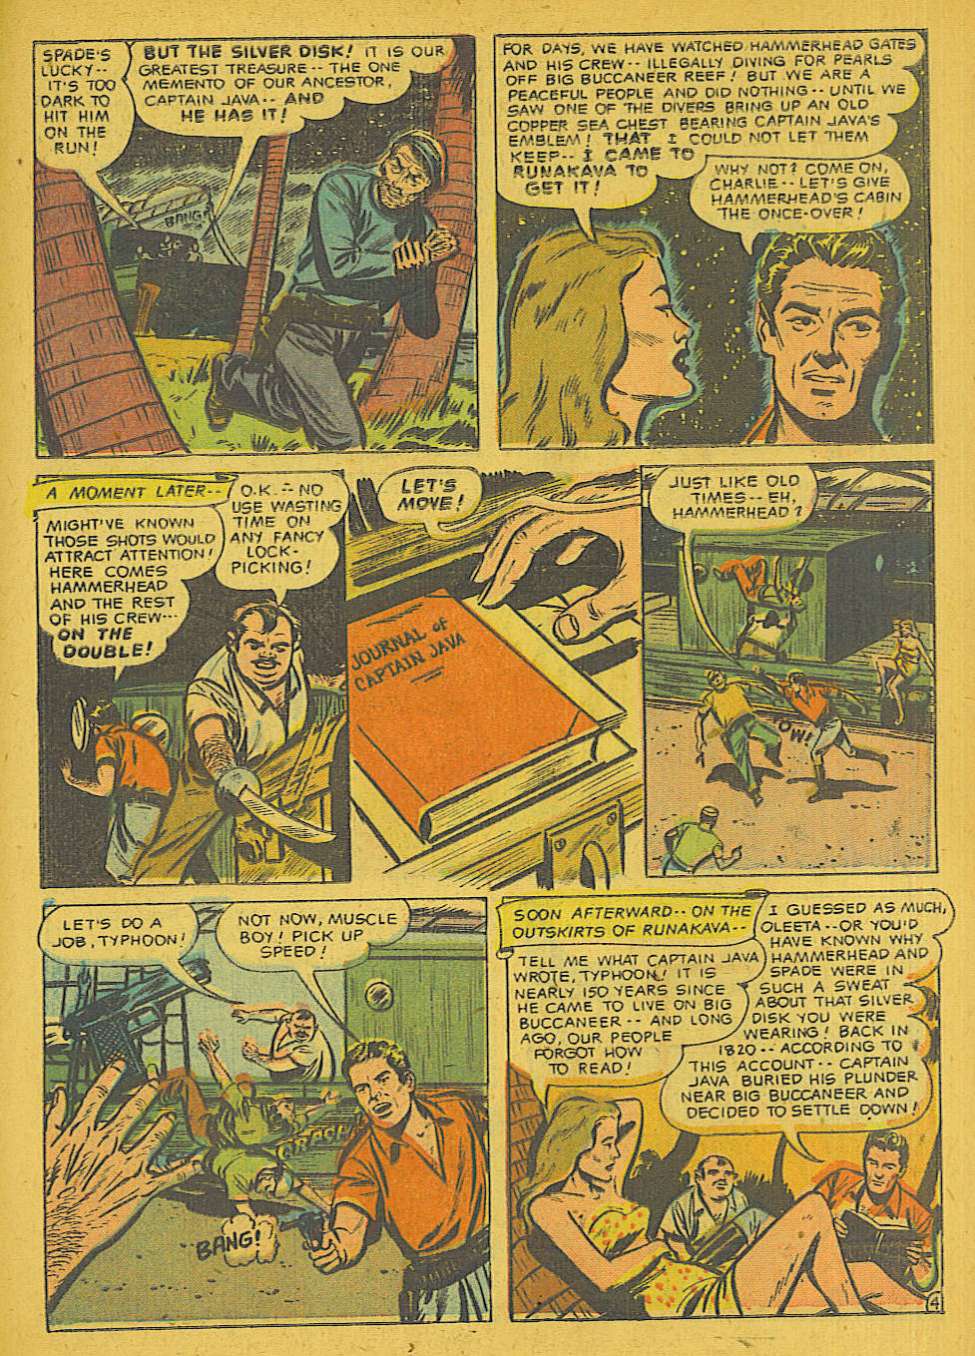 SPADE'S
LUCKY--
IT'S TOO
DARK TO
HIT HIM
ON THE
RUN!
BUT THE SILVER DISK! IT IS OUR
GREATEST TREASURE-- THE ONE
MEMENTO OF OUR ANCESTOR,
CAPTAIN JAVA-- AND
HE HAS IT!
BANG!
FOR DAYS, WE HAVE WATCHED HAMMERHEAD GATES
AND HIS CREW-- ILLEGALLY DIVING FOR PEARLS
OFF BIG BUCCANEER REEF! BUT WE ARE A
PEACEFUL PEOPLE AND DID NOTHING-- UNTIL WE
SAW ONE OF THE DIVERS BRING UP AN OLD
COPPER SEA CHEST BEARING CAPTAIN JAVA'S
EMBLEM! THAT I COULD NOT LET THEM
KEEP-- I CAME TO
RUNAKAVA TO
GET IT!
WHY NOT? COME ON,
CHARLIE-- LET'S GIVE
HAMMERHEAD'S CABIN
THE ONCE-OVER!
A MOMENT LATER--
MIGHT'VE KNOWN
THOSE SHOTS WOULD
ATTRACT ATTENTION!
HERE COMES
HAMMERHEAD
AND THE REST
OF HIS CREW--
ON THE
DOUBLE!
O.K.-- NO
USE WASTING
TIME ON
ANY FANCY
LOCK-
PICKING!
LET'S
MOVE!
JOURNAL of
CAPTAIN JAVA
JUST LIKE OLD
TIMES-- EH,
HAMMERHEAD?
OW!
LET'S DO A
JOB, TYPHOON!
NOT NOW, MUSCLE
BOY! PICK UP
SPEED!
CRACK!
BANG!
SOON AFTERWARD-- ON THE
OUTSKIRTS OF RUNAKAVA--
TELL ME WHAT CAPTAIN JAVA
WROTE, TYPHOON! IT IS
NEARLY 150 YEARS SINCE
HE CAME TO LIVE ON BIG
BUCCANEER -- AND LONG
AGO, OUR PEOPLE
FORGOT HOW
TO READ!
I GUESSED AS MUCH,
OLEETA--OR YOU'D
HAVE KNOWN WHY
HAMMERHEAD AND
SPADE WERE IN
SUCH A SWEAT
ABOUT THAT SILVER
DISK YOU WERE
WEARING! BACK IN
1820-- ACCORDING TO
THIS ACCOUNT-- CAPTAIN
JAVA BURIED HIS PLUNDER
NEAR BIG BUCCANEER AND
DECIDED TO SETTLE DOWN!
4